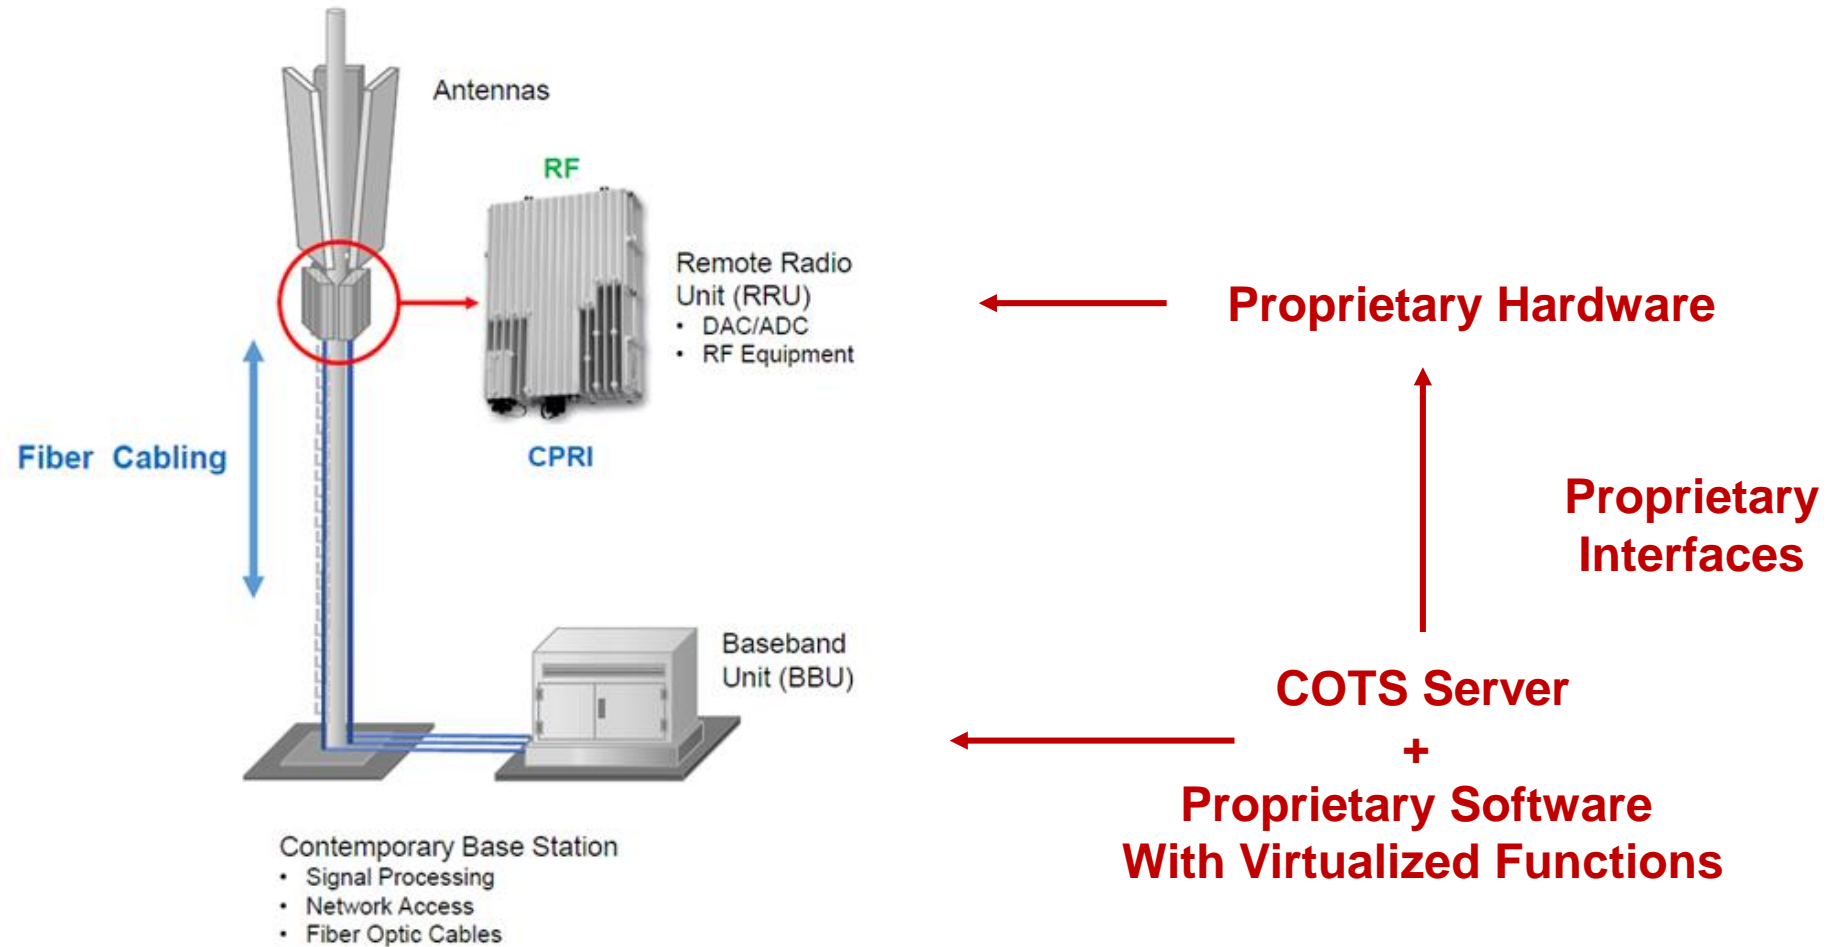 Antennas
RF
Remote Radio
Unit (RRU)
• DAC/ADC
• RF Equipment
Fiber Cabling
CPRI
Baseband
Unit (BBU)
Contemporary Base Station
• Signal Processing
• Network Access
• Fiber Optic Cables
Proprietary Hardware
Proprietary
Interfaces
COTS Server
+
Proprietary Software
With Virtualized Functions